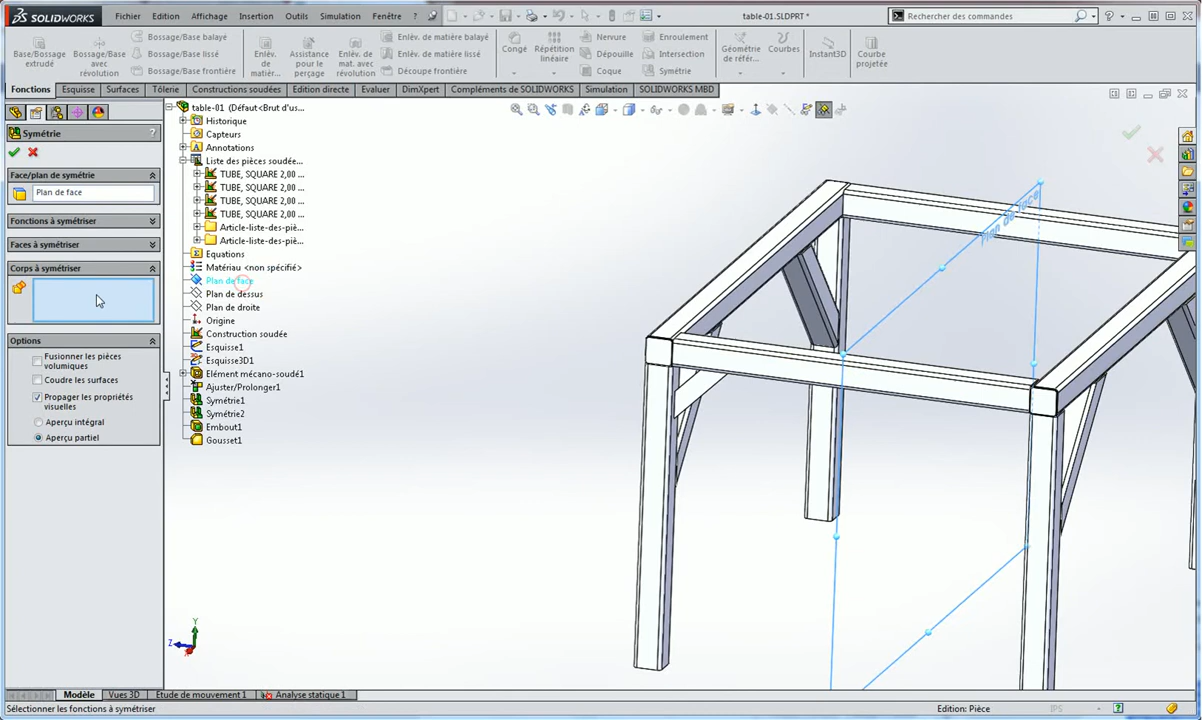 SOLIDWORKS Fichier Edition Affichage Insertion Outils Simulation Fenêtre ? table-01.SLDPRT * Rechercher des commandes
Base/Bossage extrudé
Bossage/Base avec révolution
Bossage/Base balayé
Bossage/Base lissé
Bossage/Base frontière
Enlèv. de matièr...
Assistance pour le perçage
Enlèv. de mat. avec révolution
Enlèv. de matière balayé
Enlèv. de matière lissé
Découpe frontière
Congé
Répétition linéaire
Nervure
Dépouille
Coque
Enroulement
Intersection
Symétrie
Géométrie de référ...
Courbes
Instant3D
Courbe projetée
Fonctions Esquisse Surfaces Tôlerie Constructions soudées Edition directe Evaluer DimXpert Compléments de SOLIDWORKS Simulation SOLIDWORKS MBD
Symétrie ?
Face/plan de symétrie
Plan de face
Fonctions à symétriser
Faces à symétriser
Corps à symétriser
Options
Fusionner les pièces
volumiques
Coudre les surfaces
Propager les propriétés
visuelles
Aperçu intégral
Aperçu partiel
table-01 (Défaut<Brut d'us...
Historique
Capteurs
Annotations
Liste des pièces soudée...
TUBE, SQUARE 2,00 ...
TUBE, SQUARE 2,00 ...
TUBE, SQUARE 2,00 ...
TUBE, SQUARE 2,00 ...
Article-liste-des-piè...
Article-liste-des-piè...
Equations
Matériau <non spécifié>
Plan de face
Plan de dessus
Plan de droite
Origine
Construction soudée
Esquisse1
Esquisse3D1
Elément mécano-soudé1
Ajuster/Prolonger1
Symétrie1
Symétrie2
Embout1
Gousset1
Plan de face
Y
Z
Modèle Vues 3D Etude de mouvement 1 Analyse statique 1
Sélectionner les fonctions à symétriser Edition: Pièce IPS